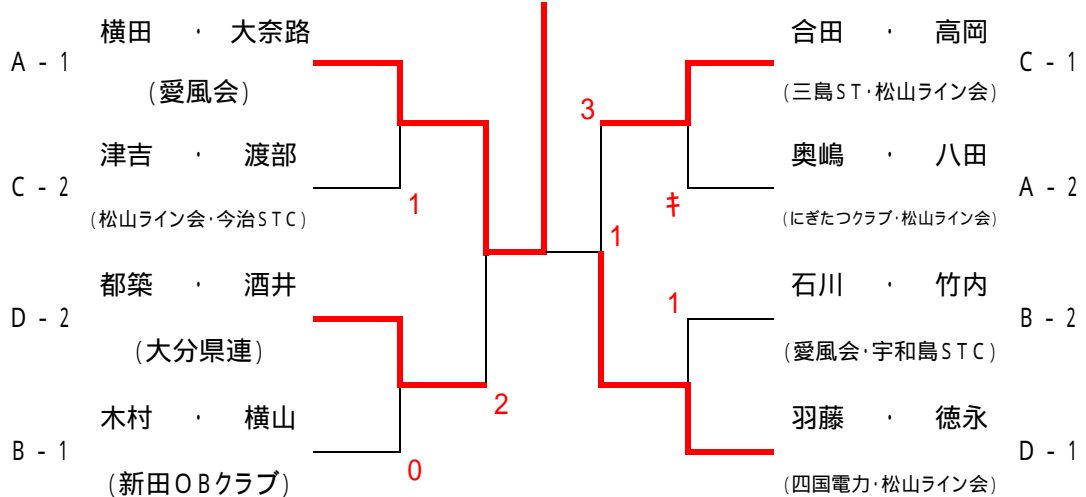 横田 ・ 大奈路
A - 1
(愛風会)
津吉 ・ 渡部
C - 2
1
(松山ライン会・今治STC)
都築 ・ 酒井
D - 2
(大分県連)
2
木村 ・ 横山
B - 1
0
(新田OBクラブ)
合田 ・ 高岡
C - 1
(三島ST・松山ライン会)
3
奥嶋 ・ 八田
A - 2
キ
(にぎたつクラブ・松山ライン会)
1
石川 ・ 竹内
1
B - 2
(愛風会・宇和島STC)
羽藤 ・ 徳永
D - 1
(四国電力・松山ライン会)